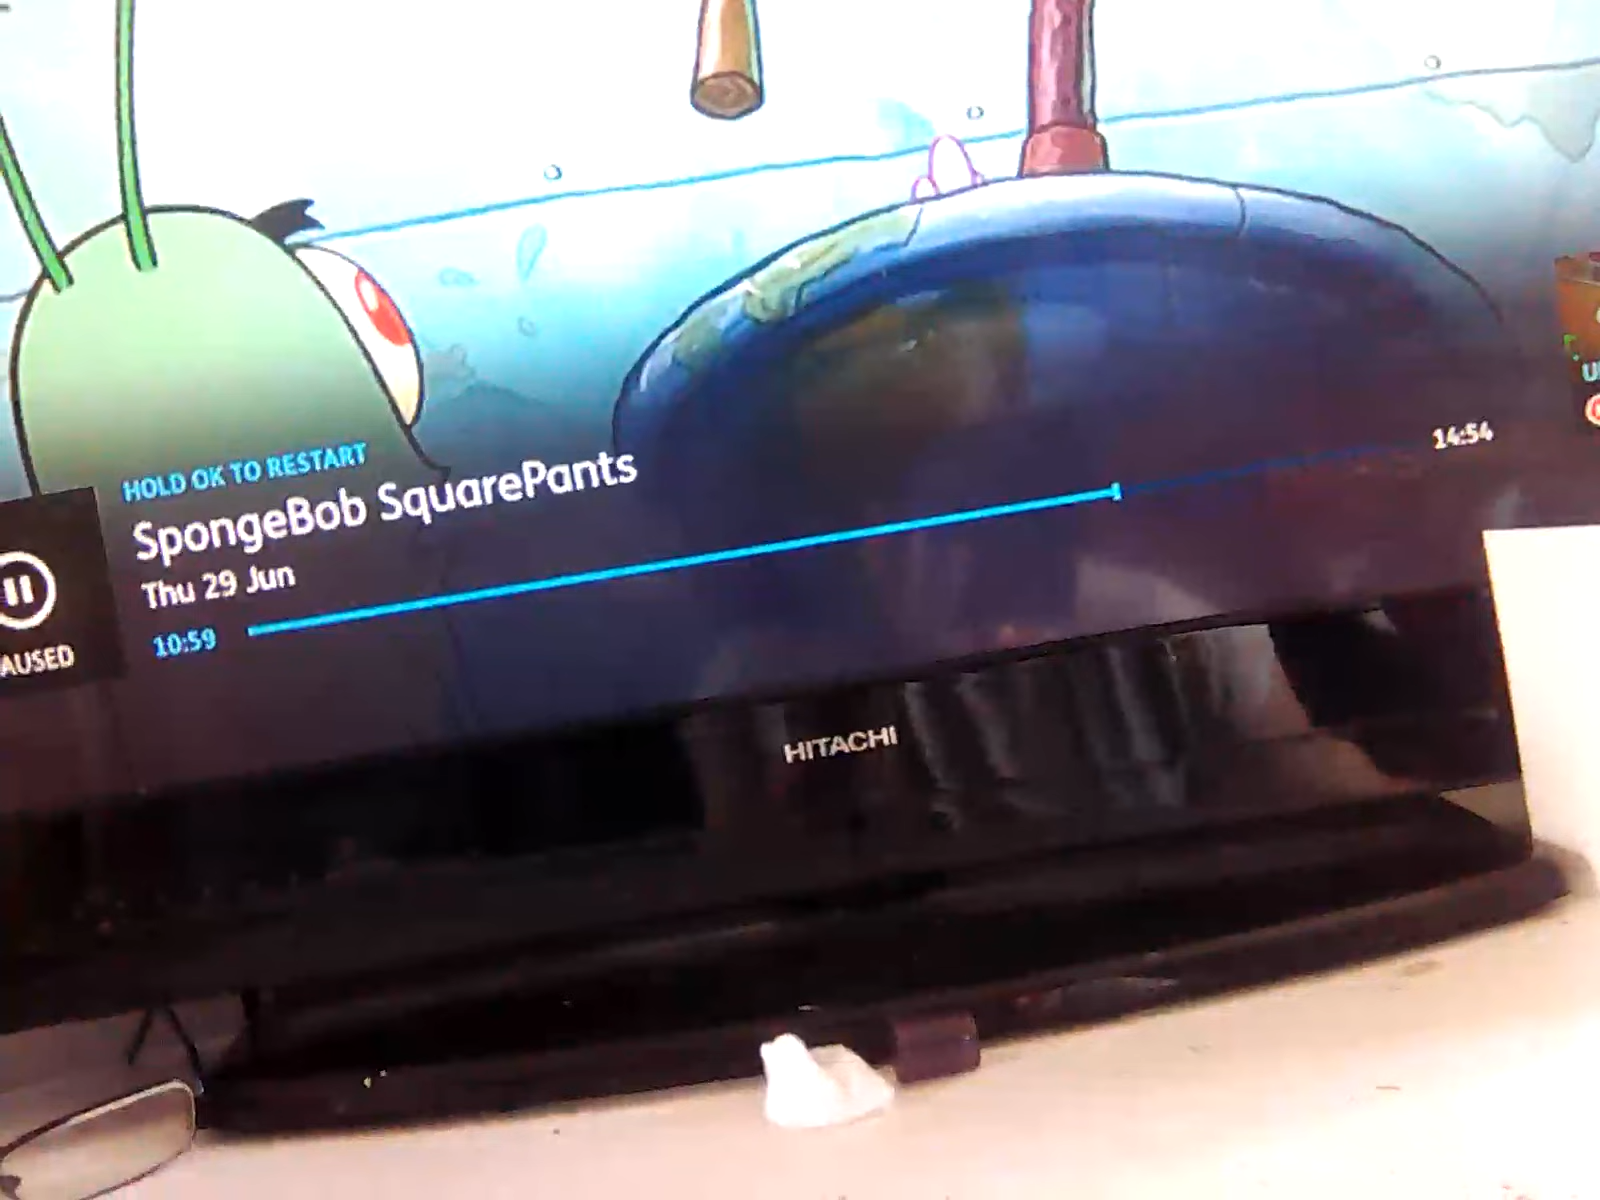 HOLD OK TO RESTART
SpongeBob SquarePants
Thu 29 Jun
10:59
14:54
AUSED
HITACHI